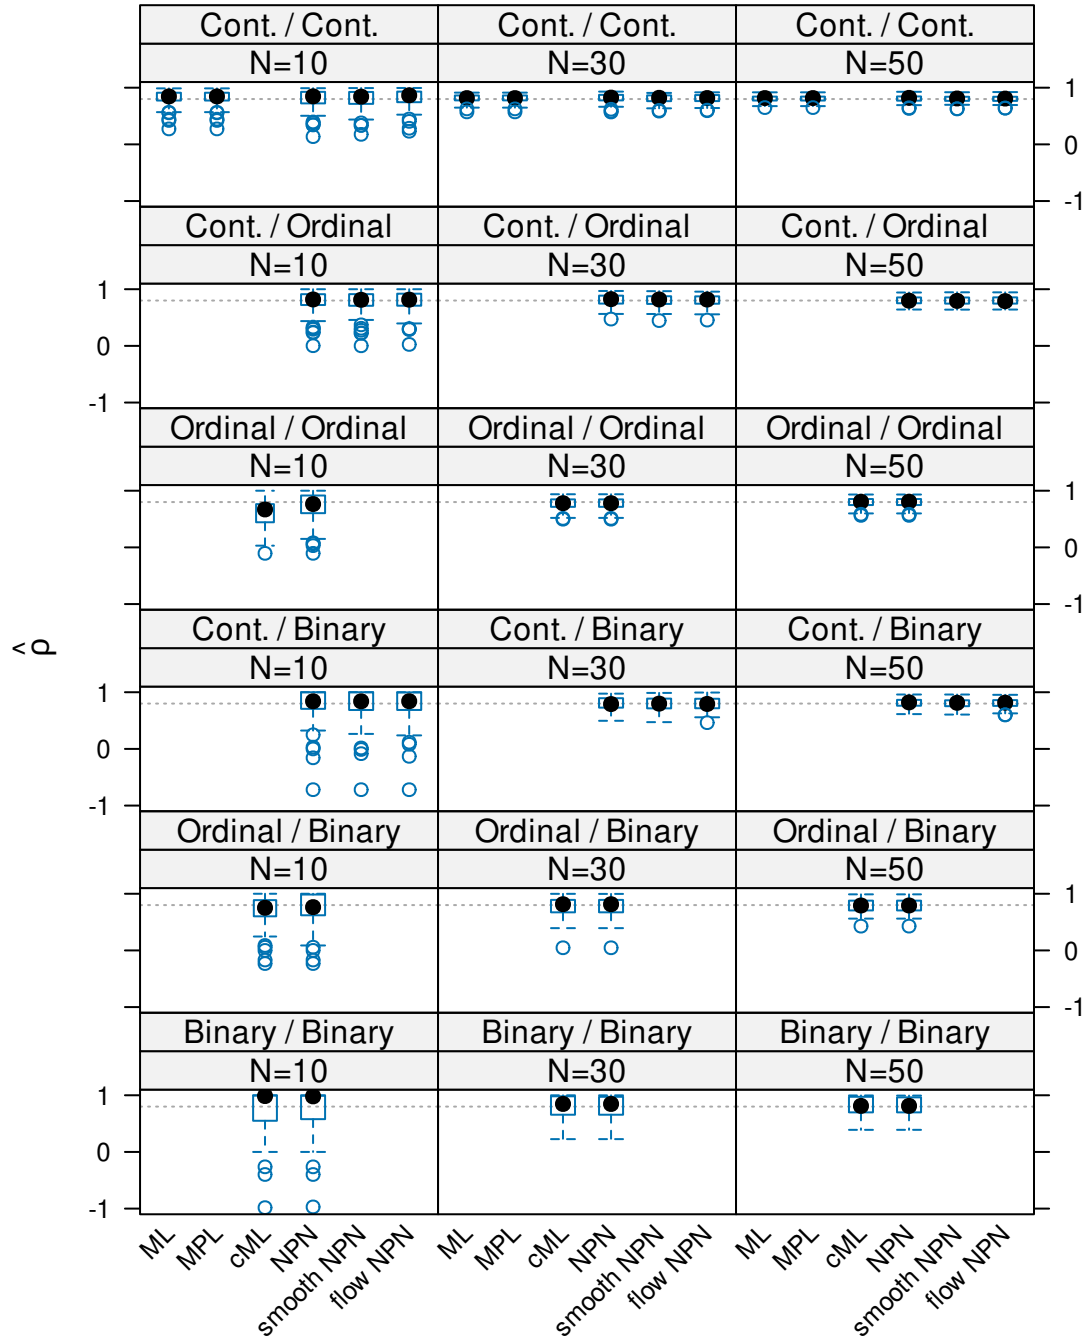 Cont. / Cont. Cont. / Cont. Cont. / Cont.
N=10 N=30 N=50
1
0
-1
Cont. / Ordinal Cont. / Ordinal Cont. / Ordinal
N=10 N=30 N=50
1
0
-1
Ordinal / Ordinal Ordinal / Ordinal Ordinal / Ordinal
N=10 N=30 N=50
1
0
-1
Cont. / Binary Cont. / Binary Cont. / Binary
N=10 N=30 N=50
1
0
-1
Ordinal / Binary Ordinal / Binary Ordinal / Binary
N=10 N=30 N=50
1
0
-1
Binary / Binary Binary / Binary Binary / Binary
N=10 N=30 N=50
1
0
-1
ρ̂
ML MPL cML NPN smooth NPN flow NPN ML MPL cML NPN smooth NPN flow NPN ML MPL cML NPN smooth NPN flow NPN